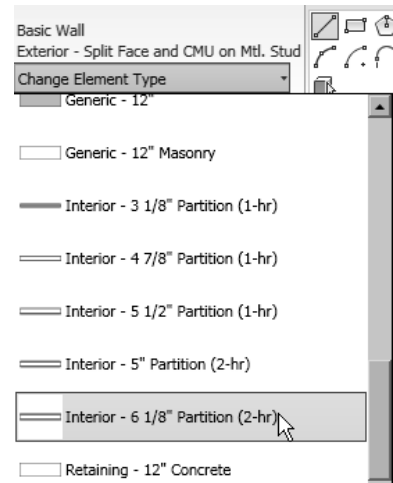 Basic Wall
Exterior - Split Face and CMU on Mtl. Stud
Change Element Type
Generic - 12"
Generic - 12" Masonry
Interior - 3 1/8" Partition (1-hr)
Interior - 4 7/8" Partition (1-hr)
Interior - 5 1/2" Partition (1-hr)
Interior - 5" Partition (2-hr)
Interior - 6 1/8" Partition (2-hr)
Retaining - 12" Concrete